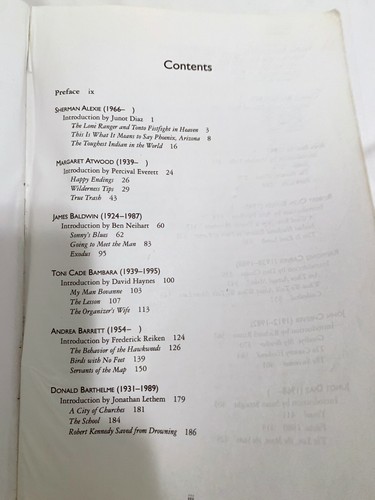 Contents
Preface ix
SHERMAN ALEXIE (1966– )
Introduction by Junot Díaz 1
The Lone Ranger and Tonto Fistfight in Heaven 3
This Is What It Means to Say Phoenix, Arizona 8
The Toughest Indian in the World 16
MARGARET ATWOOD (1939– )
Introduction by Percival Everett 24
Happy Endings 26
Wilderness Tips 29
True Trash 43
JAMES BALDWIN (1924–1987)
Introduction by Ben Neihart 60
Sonny's Blues 62
Going to Meet the Man 83
Exodus 95
TONI CADE BAMBARA (1939–1995)
Introduction by David Haynes 100
My Man Bovanne 103
The Lesson 107
The Organizer's Wife 113
ANDREA BARRETT (1954– )
Introduction by Frederick Reiken 124
The Behavior of the Hawkweeds 126
Birds with No Feet 139
Servants of the Map 150
DONALD BARTHELME (1931–1989)
Introduction by Jonathan Lethem 179
A City of Churches 181
The School 184
Robert Kennedy Saved from Drowning 186
iii